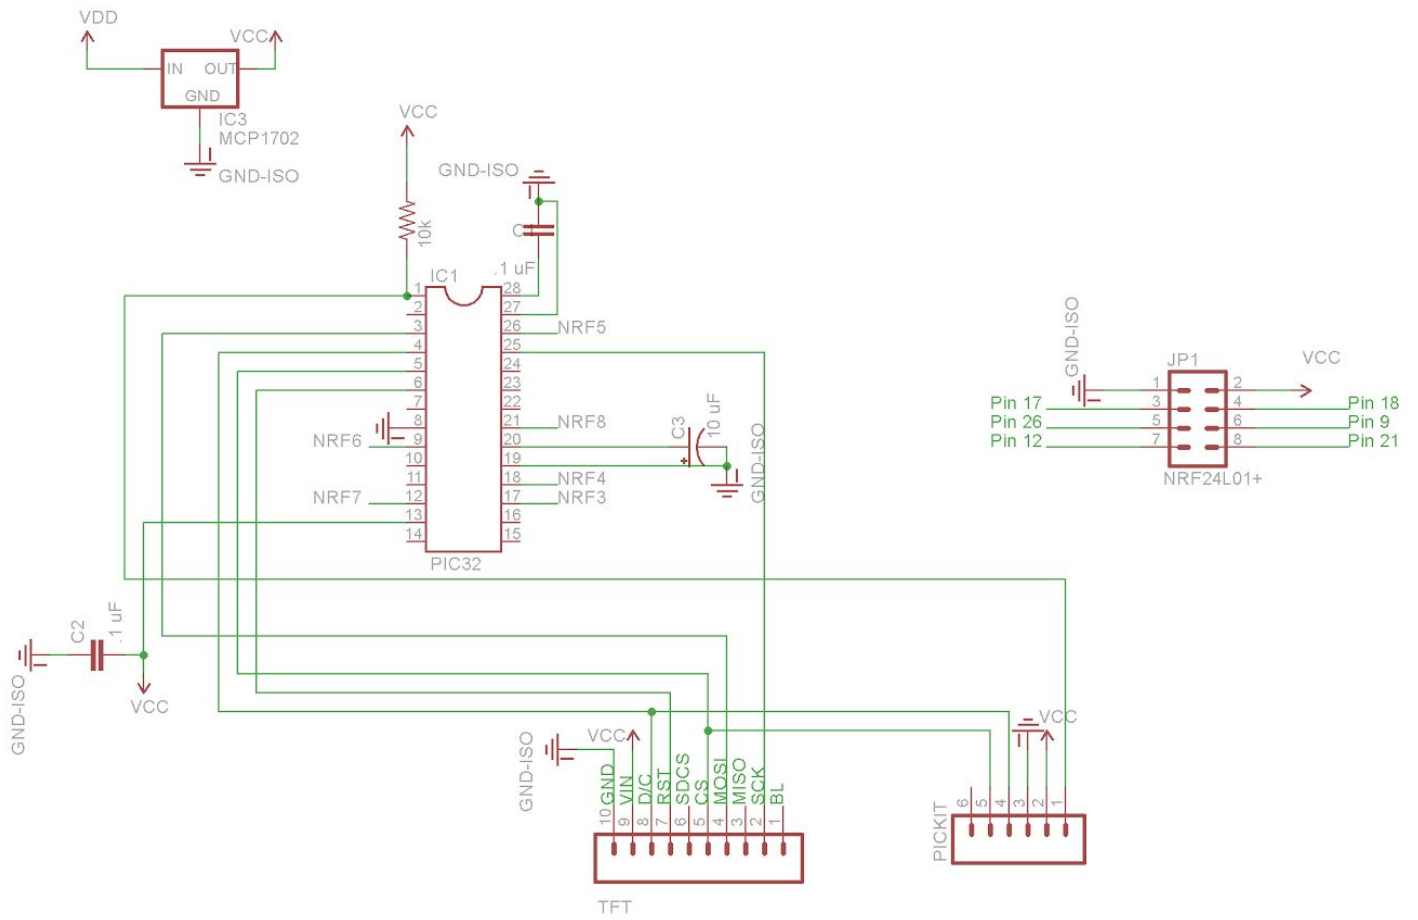 VDD
VCC
IN OUT
GND
IC3
MCP1702
GND-ISO
VCC
10k
GND-ISO
.1 uF
IC1
1 28
2 27
3 26 NRF5
4 25
5 24
6 23
7 22
8 21 NRF8
NRF6 9 20
10 19
11 18 NRF4
NRF7 12 17 NRF3
13 16
14 15
PIC32
C3
10 uF
GND-ISO
GND-ISO
VCC
JP1
1 2
Pin 17 3 4 Pin 18
Pin 26 5 6 Pin 9
Pin 12 7 8 Pin 21
NRF24L01+
C2
.1 uF
GND-ISO
VCC
GND-ISO
VCC
GND
VIN
D/C
RST
SDCS
CS
MOSI
MISO
SCK
BL
10 9 8 7 6 5 4 3 2 1
TFT
VCC
6 5 4 3 2 1
PICKIT